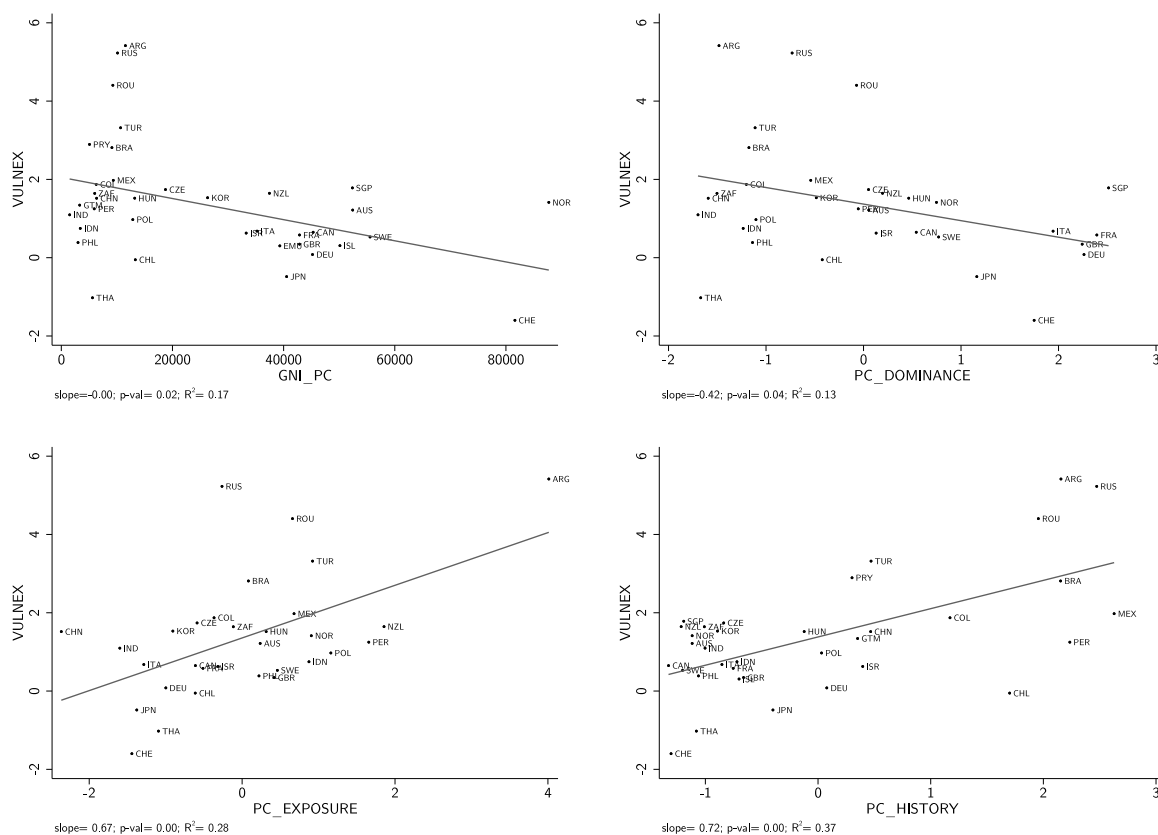 VULNEX
6
4
2
0
-2
ARG
RUS
ROU
TUR
PRY
BRA
MEX
COL
CZE
SGP
ZAF
CHN
HUN
KOR
NZL
NOR
GTM
PER
AUS
IND
POL
IDN
ISR
ITA
FRA
CAN
SWE
PHL
EMU
GBR
ISL
CHL
DEU
JPN
THA
CHE
0 20000 40000 60000 80000
GNI_PC
slope=-0.00; p-val= 0.02; R²= 0.17
VULNEX
6
4
2
0
-2
ARG
RUS
ROU
TUR
BRA
MEX
COL
CZE
SGP
ZAF
CHN
KOR
NZL
HUN
NOR
PER
AUS
IND
POL
IDN
ISR
CAN
ITA
FRA
PHL
SWE
GBR
CHL
DEU
JPN
THA
CHE
-2 -1 0 1 2 3
PC_DOMINANCE
slope=-0.42; p-val= 0.04; R²= 0.13
VULNEX
6
4
2
0
-2
ARG
RUS
ROU
TUR
BRA
MEX
COL
CZE
ZAF
NZL
CHN
KOR
HUN
NOR
AUS
PER
IND
POL
ITA
CAN
FRA
ISR
IDN
SWE
PHL
GBR
DEU
CHL
JPN
THA
CHE
-2 0 2 4
PC_EXPOSURE
slope= 0.67; p-val= 0.00; R²= 0.28
VULNEX
6
4
2
0
-2
ARG
RUS
ROU
TUR
PRY
BRA
MEX
COL
SGP
NZL
ZAF
CZE
KOR
NOR
HUN
CHN
AUS
GTM
PER
IND
POL
CAN
ITA
IDN
ISR
SWE
FRA
PHL
ISL
GBR
DEU
CHL
JPN
THA
CHE
-1 0 1 2 3
PC_HISTORY
slope= 0.72; p-val= 0.00; R²= 0.37